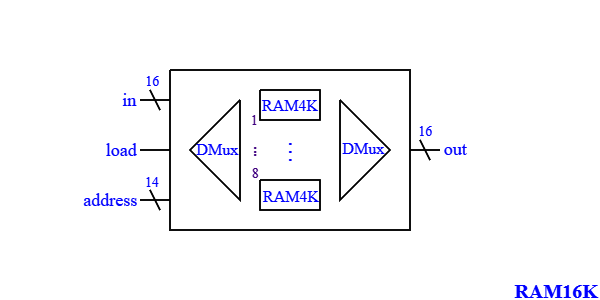 16
in
load
14
address
DMux
RAM4K
1
⋮
8
RAM4K
DMux
16
out
RAM16K